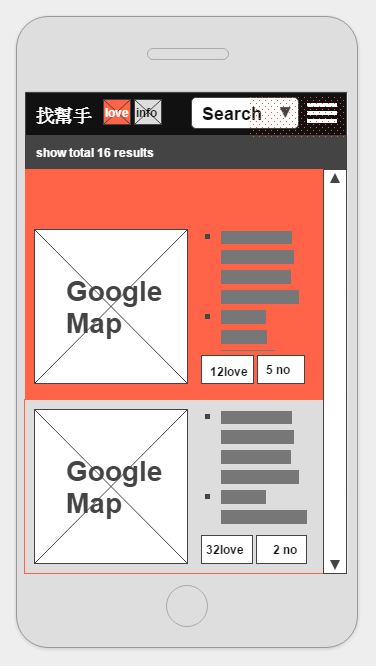 找幫手 love info Search
show total 16 results
Google
Map
12love 5 no
Google
Map
32love 2 no